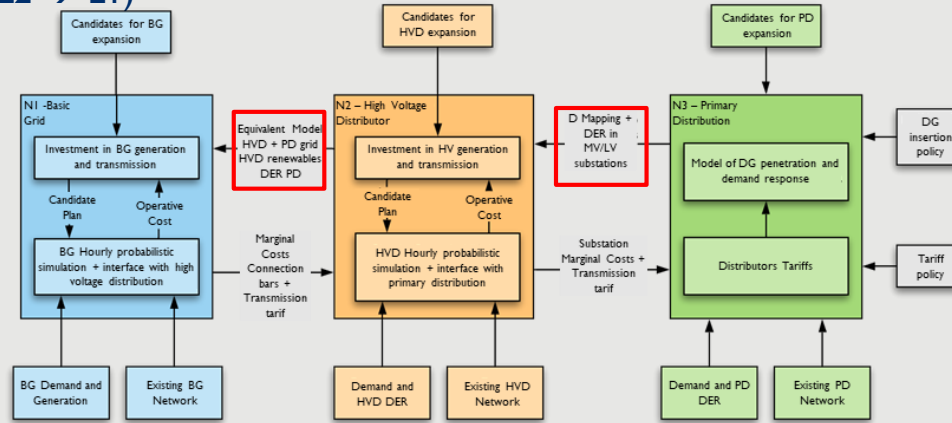 Candidates for BG
expansion
Candidates for
HVD expansion
Candidates for PD
expansion
N1 -Basic
Grid
Investment in BG generation
and transmission
Candidate
Plan
Operative
Cost
BG Hourly probabilistic
simulation + interface with high
voltage distribution
Equivalent Model
HVD + PD grid
HVD renewables
DER PD
Marginal
Costs
Connection
bars +
Transmission
tarif
N2 – High Voltage
Distributor
Investment in HV generation
and transmission
Candidate
Plan
Operative
Cost
HVD Hourly probabilistic
simulation + interface with
primary distribution
D Mapping +
DER in
MV/LV
substations
Substation
Marginal Costs +
Transmission
tarif
N3 – Primary
Distribution
Model of DG penetration and
demand response
Distributors Tariffs
DG
insertion
policy
Tariff
policy
BG Demand and
Generation
Existing BG
Network
Demand and
HVD DER
Existing HVD
Network
Demand and PD
DER
Existing PD
Network